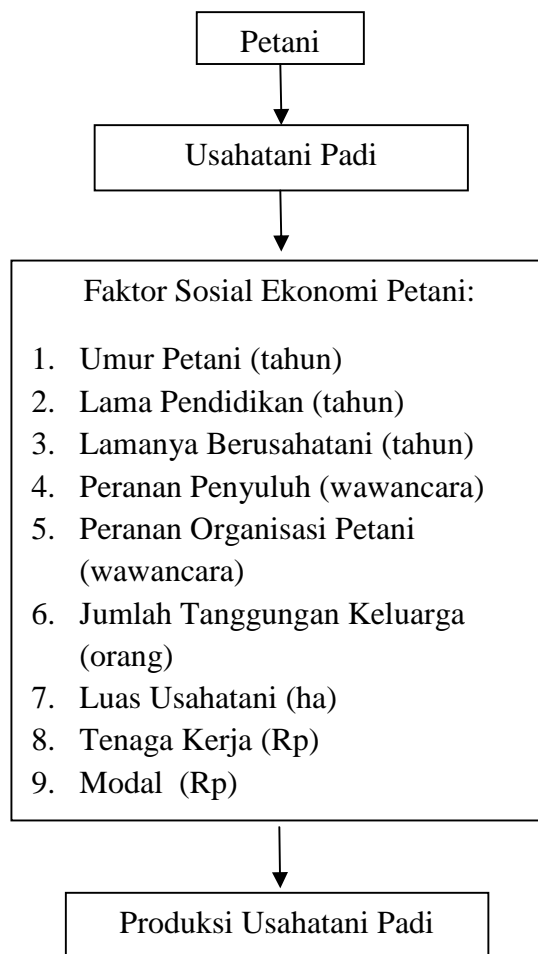 Petani
Usahatani Padi
Faktor Sosial Ekonomi Petani:
1. Umur Petani (tahun)
2. Lama Pendidikan (tahun)
3. Lamanya Berusahatani (tahun)
4. Peranan Penyuluh (wawancara)
5. Peranan Organisasi Petani
(wawancara)
6. Jumlah Tanggungan Keluarga
(orang)
7. Luas Usahatani (ha)
8. Tenaga Kerja (Rp)
9. Modal (Rp)
Produksi Usahatani Padi